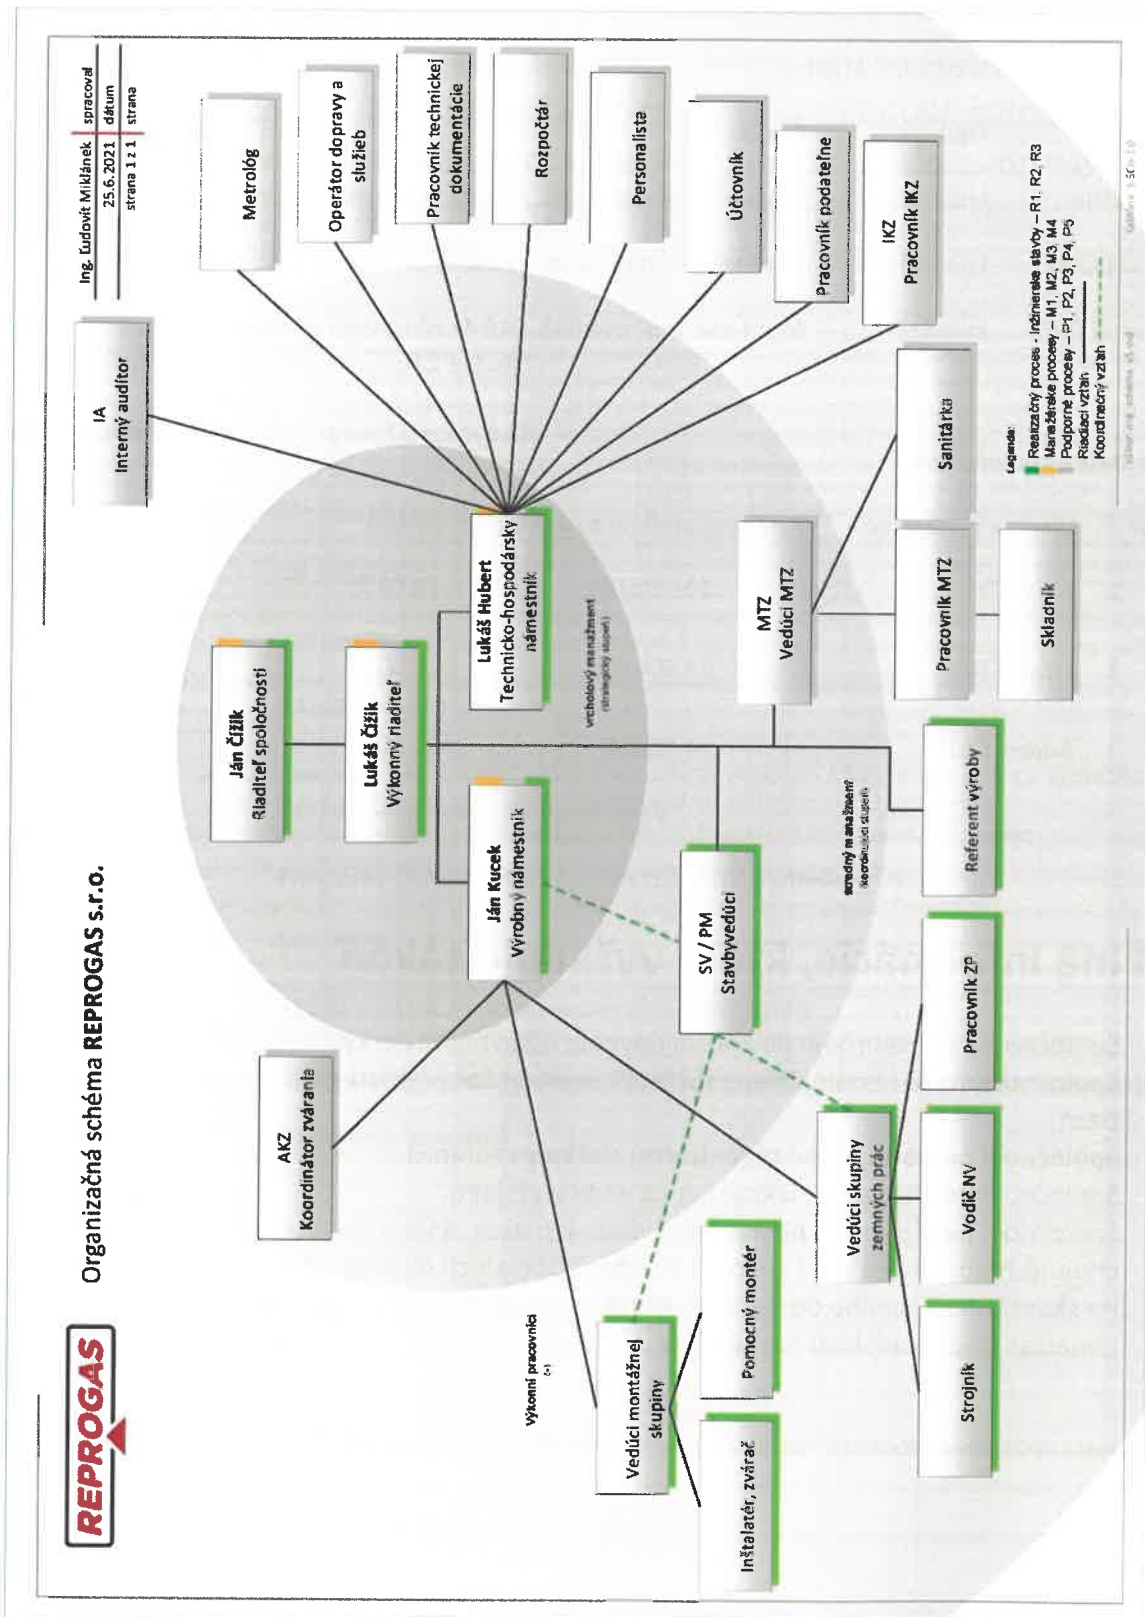 REPROGAS
Organizačná schéma REPROGAS s.r.o.
Ing. Ľudovít Miklánek spracoval
25.6.2021 dátum
strana 1 z 1 strana
Ján Čížik
Riaditeľ spoločnosti
Lukáš Čížik
Výkonný riaditeľ
Ján Kucek
Výrobný námestník
Lukáš Hubert
Technicko-hospodársky
námestník
vrcholový manažment
(strategický stupeň)
IA
Interný audítor
Metrológ
Operátor dopravy a
služieb
Pracovník technickej
dokumentácie
Rozpočtár
Personalista
Účtovník
Pracovník podateľne
IKZ
Pracovník IKZ
AKZ
Koordinátor zvárania
SV / PM
Stavbyvedúci
MTZ
Vedúci MTZ
Sanitárka
Pracovník MTZ
Skladník
stredný manažment
(koordinujúci stupeň)
Referent výroby
Výkonní pracovníci
Vedúci montážnej
skupiny
Inštalatér, zvárač
Pomocný montér
Vedúci skupiny
zemných prác
Strojník
Vodič NV
Pracovník ZP
Legenda:
Realizačný proces - Inžinierske stavby – R1, R2, R3
Manažérske procesy – M1, M2, M3, M4
Podporné procesy – P1, P2, P3, P4, P5
Riadiaci vzťah
Koordinačný vzťah